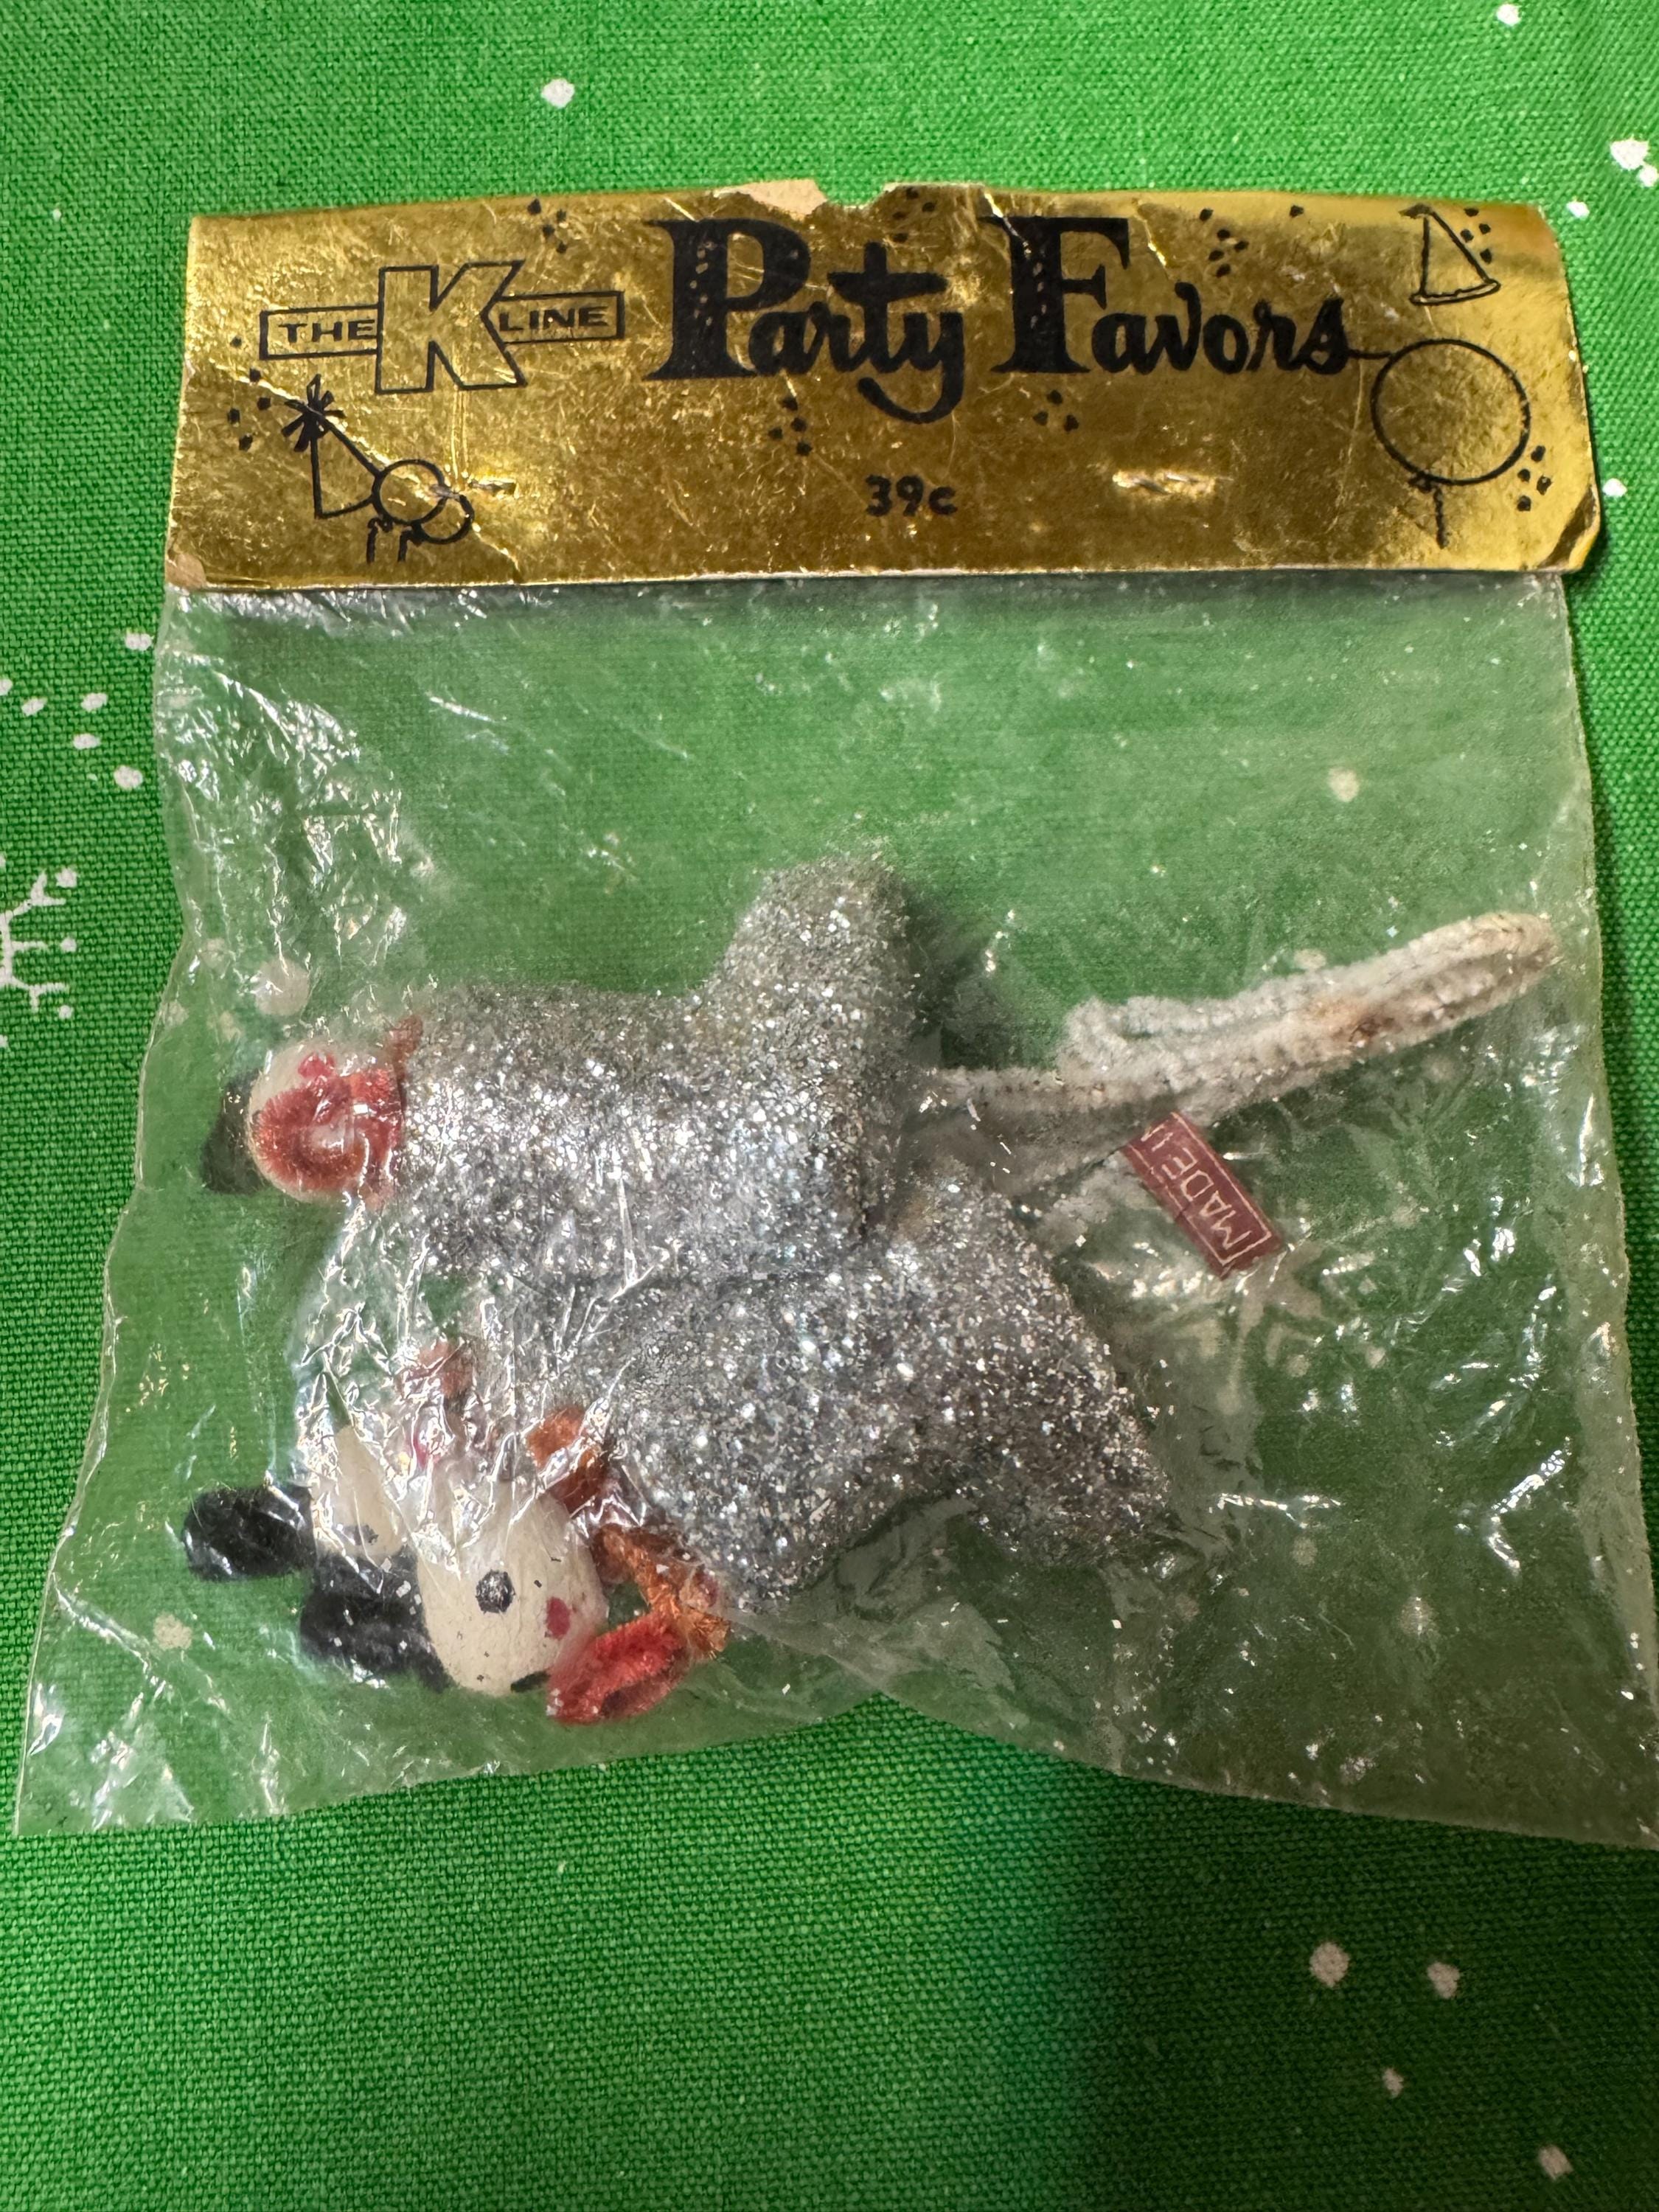 THE K LINE Party Favors
39c
MADE I